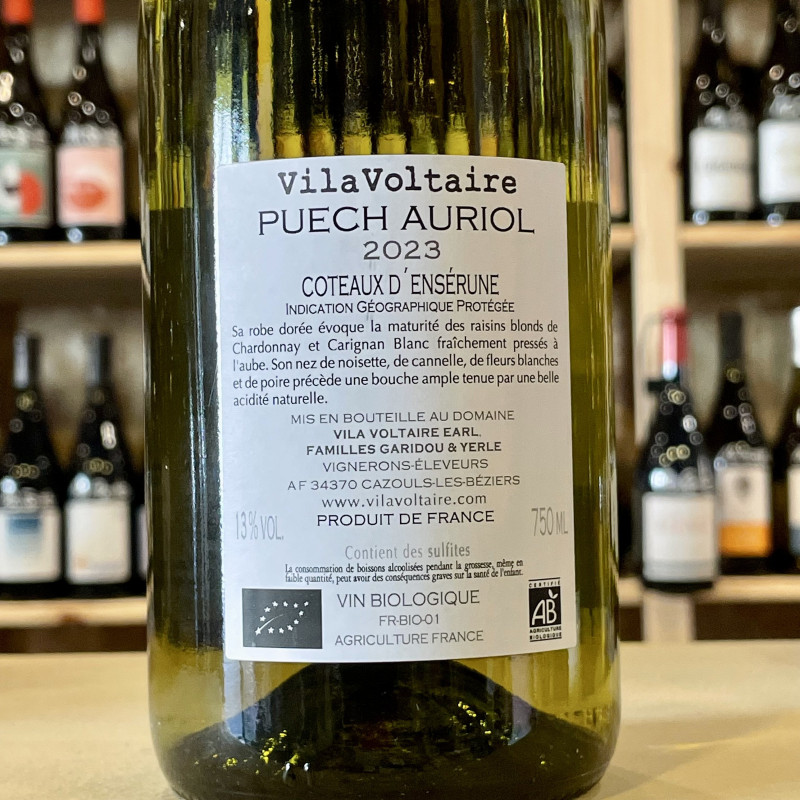 VilaVoltaire
PUECH AURIOL
2023
COTEAUX D'ENSÉRUNE
INDICATION GÉOGRAPHIQUE PROTÉGÉE
Sa robe dorée évoque la maturité des raisins blonds de
Chardonnay et Carignan Blanc fraîchement pressés à
l'aube. Son nez de noisette, de cannelle, de fleurs blanches
et de poire précède une bouche ample tenue par une belle
acidité naturelle.
MIS EN BOUTEILLE AU DOMAINE
VILA VOLTAIRE EARL,
FAMILLES GARIDOU & YERLE
VIGNERONS-ÉLEVEURS
A F 34370 CAZOULS-LES-BÉZIERS
www.vilavoltaire.com
13%VOL. PRODUIT DE FRANCE 750 ML
Contient des sulfites
La consommation de boissons alcoolisées pendant la grossesse, même en
faible quantité, peut avoir des conséquences graves sur la santé de l'enfant.
VIN BIOLOGIQUE
FR-BIO-01
AGRICULTURE FRANCE
CERTIFIÉ
AB
AGRICULTURE
BIOLOGIQUE